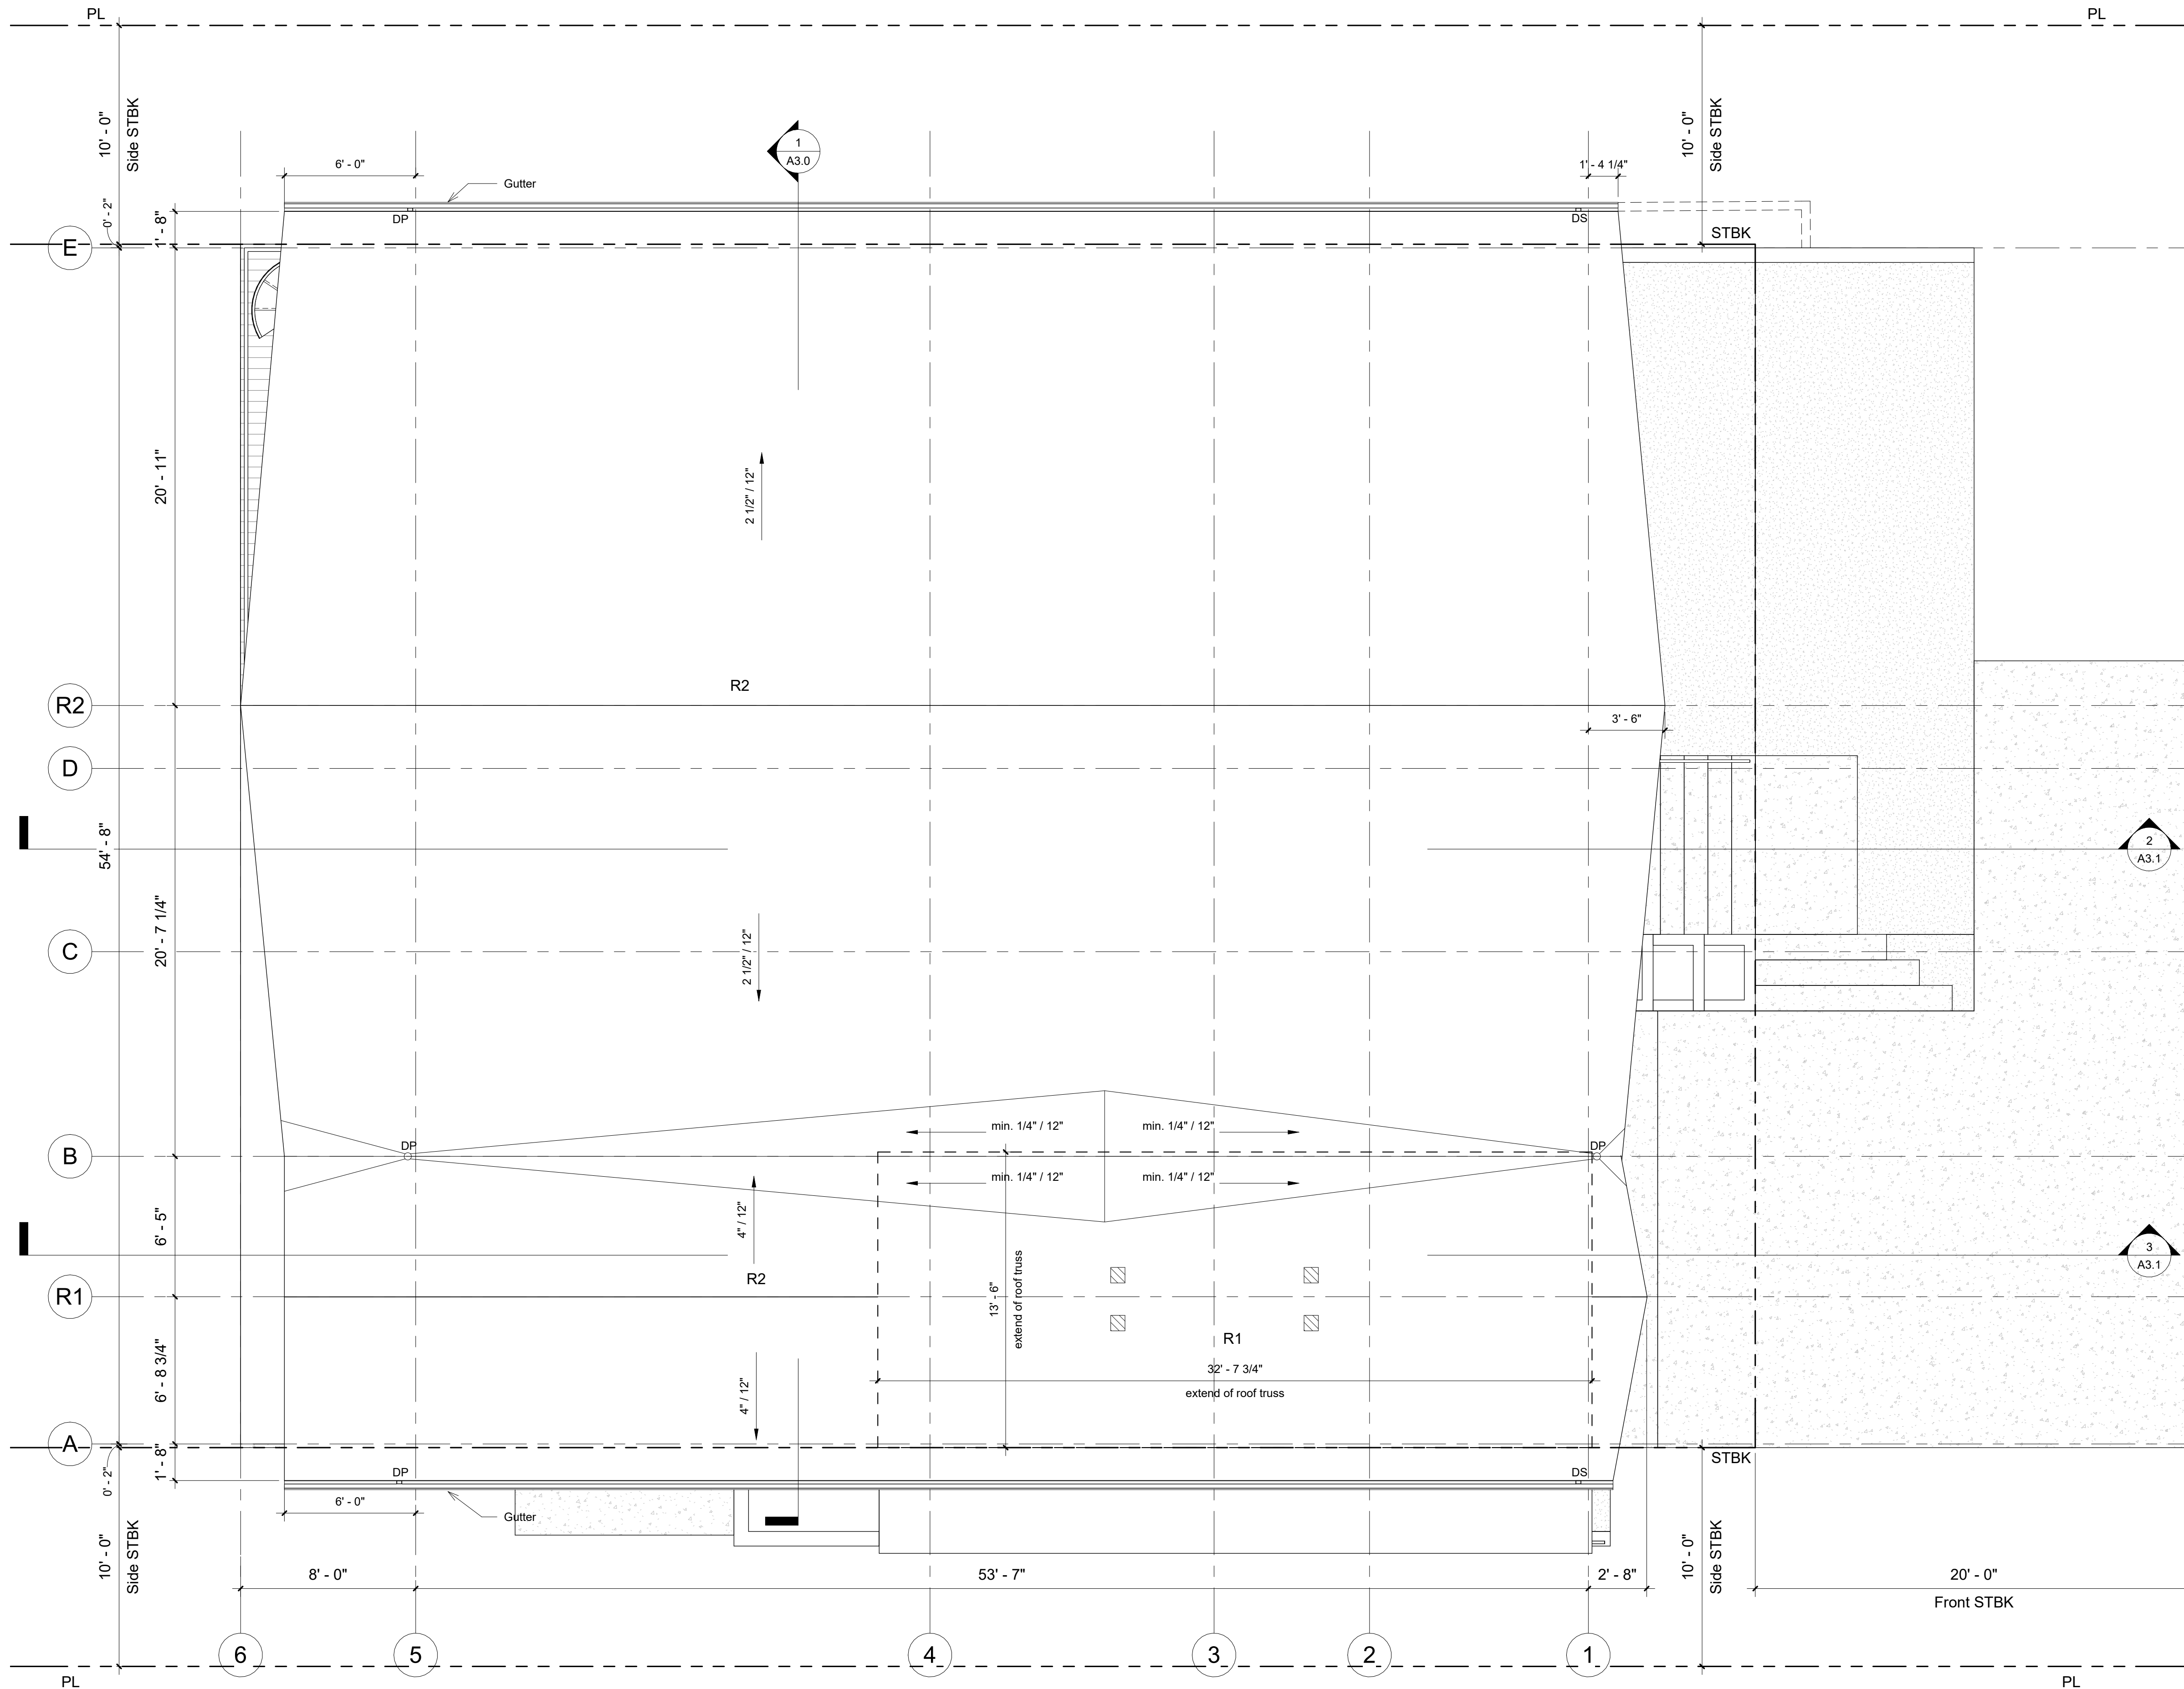 PL
PL
10' - 0"
Side STBK
10' - 0"
Side STBK
1
A3.0
6' - 0"
1' - 4 1/4"
Gutter
0' - 2"
1' - 8"
DP
DS
STBK
E
20' - 11"
2 1/2" / 12"
R2
R2
3' - 6"
D
54' - 8"
2
A3.1
20' - 7 1/4"
2 1/2" / 12"
C
min. 1/4" / 12"
min. 1/4" / 12"
B
DP
DP
min. 1/4" / 12"
min. 1/4" / 12"
6' - 5"
4" / 12"
3
A3.1
R2
R1
13' - 6"
extend of roof truss
R1
6' - 8 3/4"
32' - 7 3/4"
extend of roof truss
4" / 12"
A
1' - 8"
0' - 2"
STBK
DP
DS
6' - 0"
Gutter
10' - 0"
Side STBK
10' - 0"
Side STBK
8' - 0"
53' - 7"
2' - 8"
20' - 0"
Front STBK
6
5
4
3
2
1
PL
PL